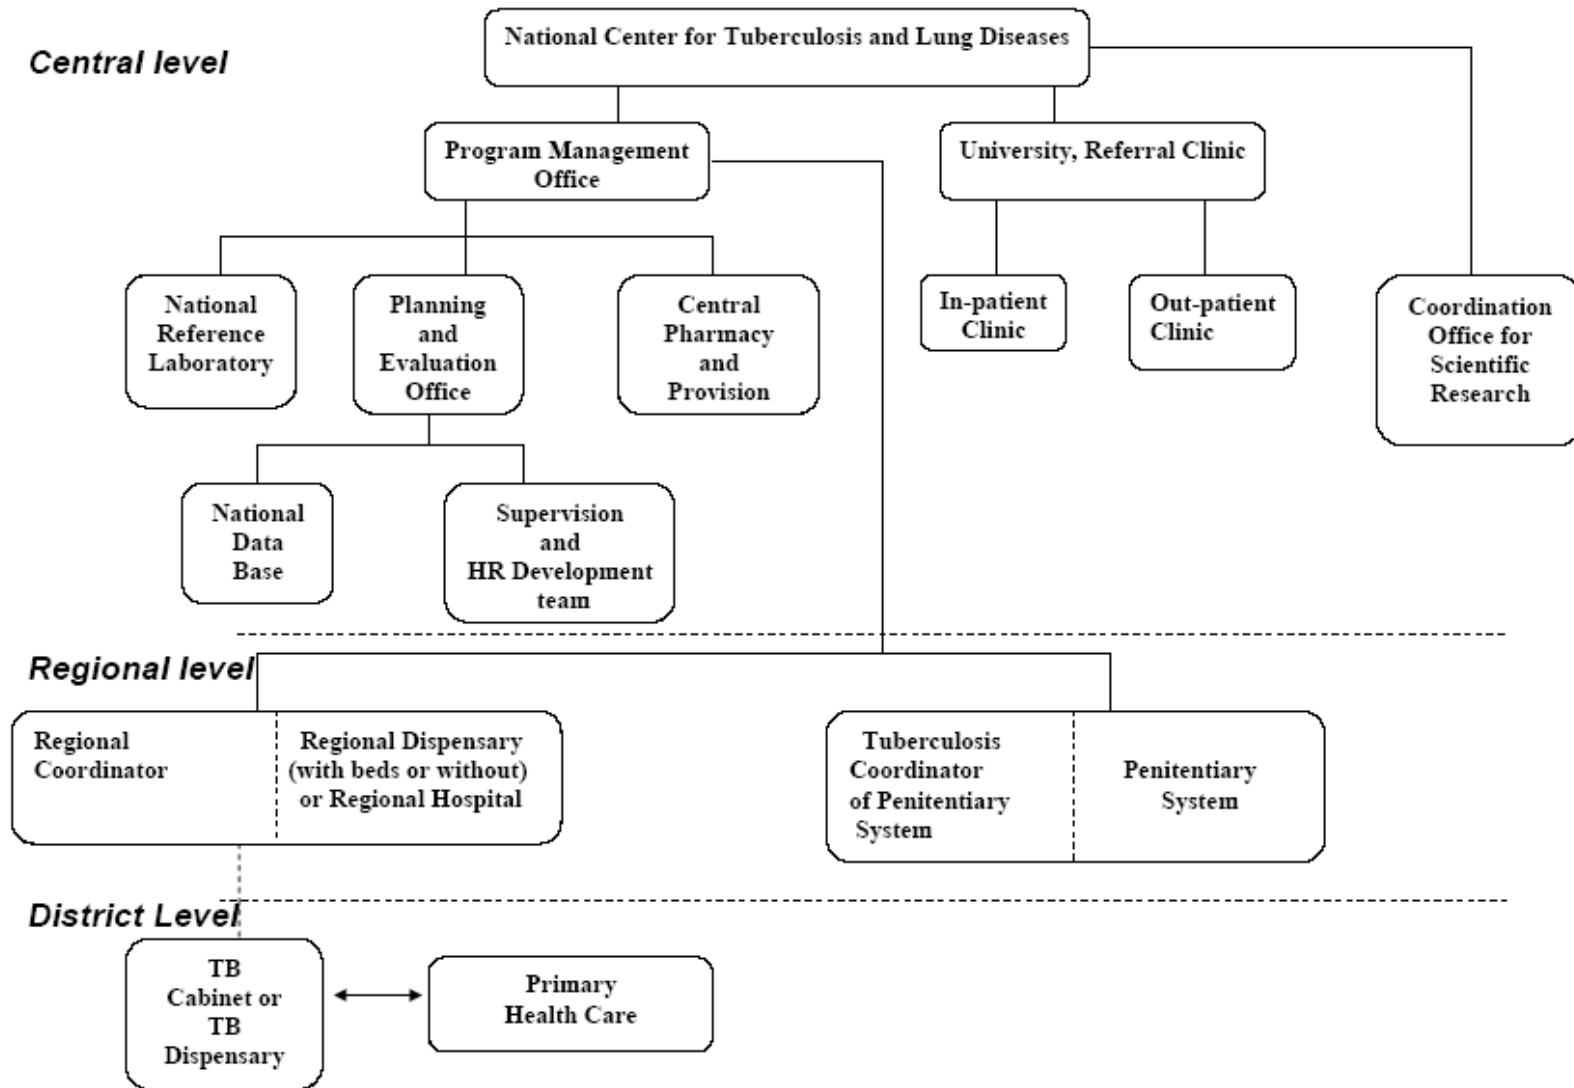 Central level
National Center for Tuberculosis and Lung Diseases
Program Management
Office
University, Referral Clinic
National
Reference
Laboratory
Planning
and
Evaluation
Office
Central
Pharmacy
and
Provision
In-patient
Clinic
Out-patient
Clinic
Coordination
Office for
Scientific
Research
National
Data
Base
Supervision
and
HR Development
team
Regional level
Regional
Coordinator
Regional Dispensary
(with beds or without)
or Regional Hospital
Tuberculosis
Coordinator
of Penitentiary
System
Penitentiary
System
District Level
TB
Cabinet or
TB
Dispensary
Primary
Health Care